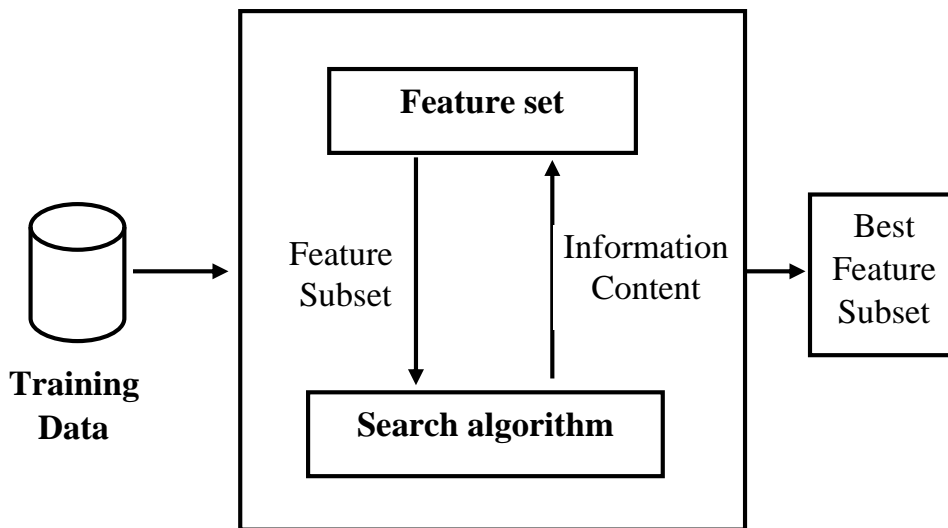 Feature set
Feature
Subset
Information
Content
Best
Feature
Subset
Training
Data
Search algorithm